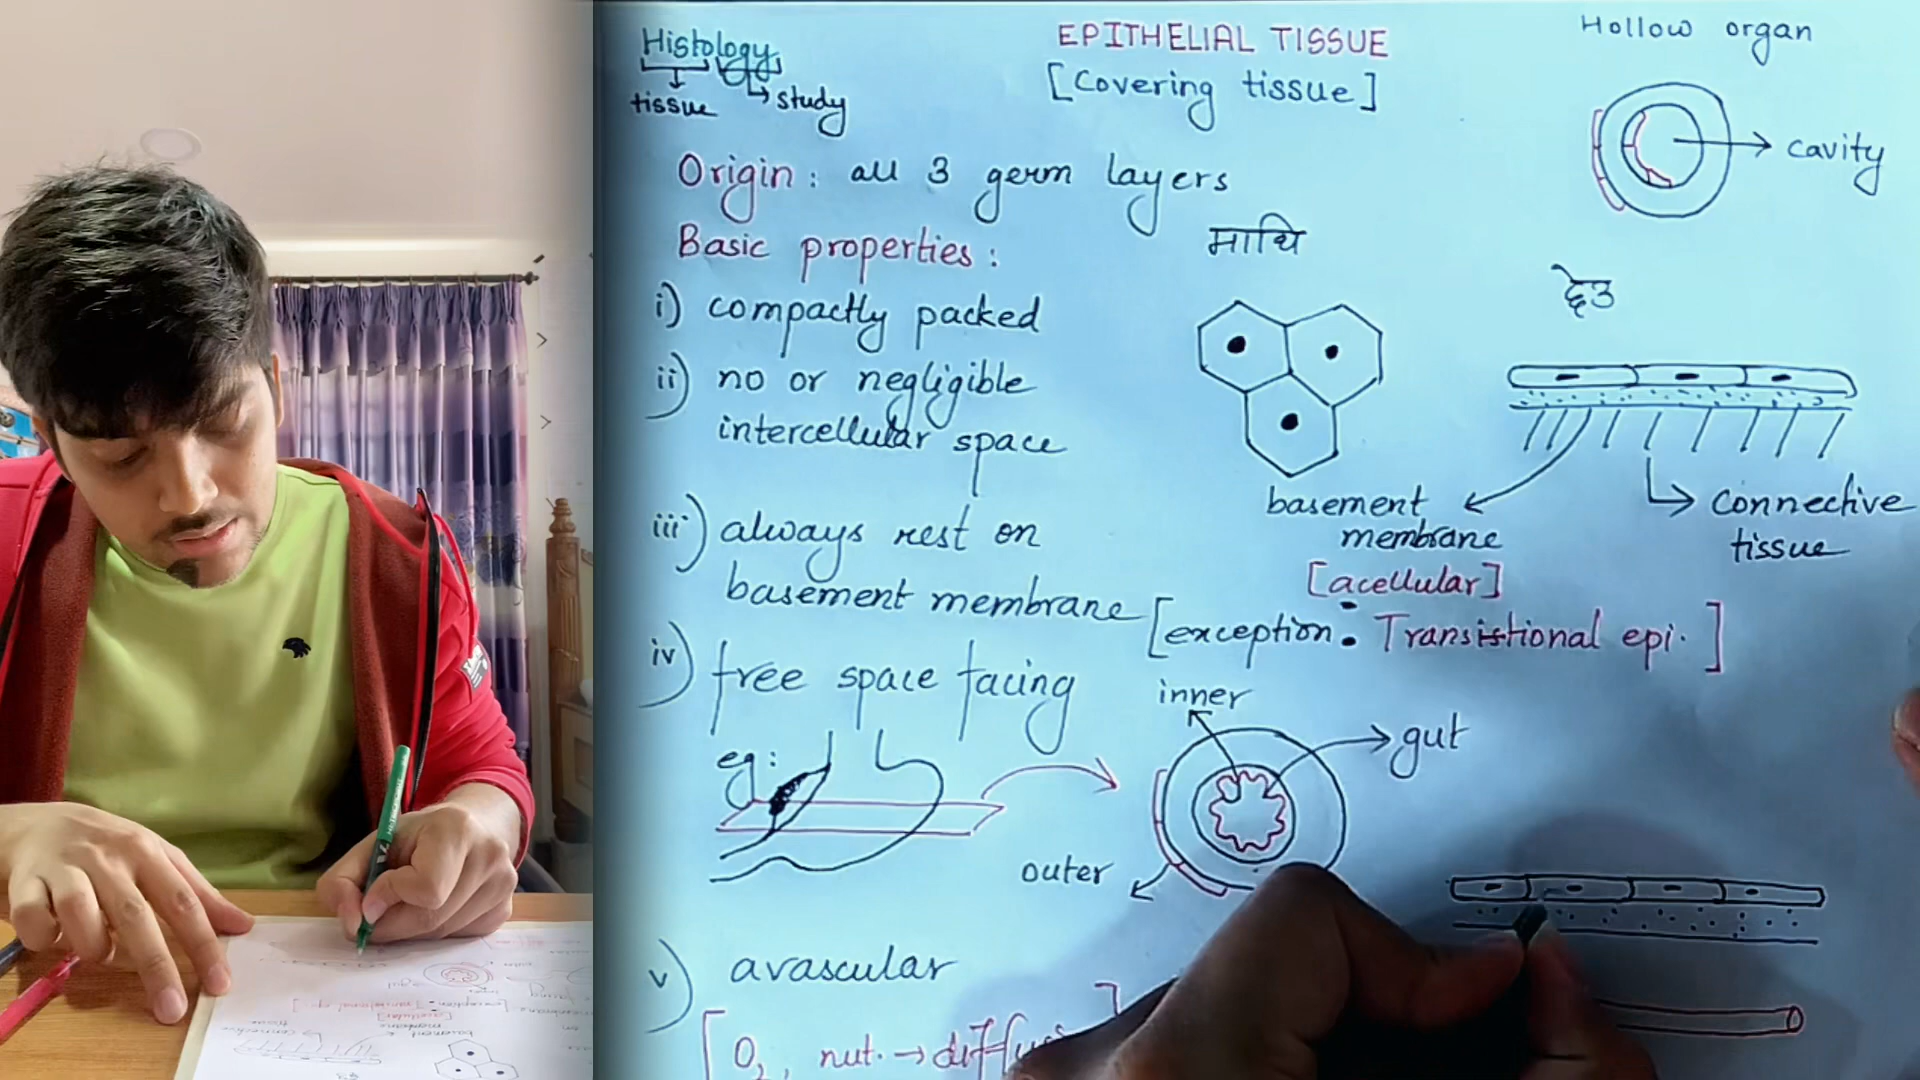 Histology
tissue
study
EPITHELIAL TISSUE
[Covering tissue]
Hollow organ
cavity
Origin: all 3 germ layers
Basic properties:
माथि
देउ
i) compactly packed
ii) no or negligible
intercellular space
basement
membrane
[acellular]
connective
tissue
iii) always rest on
basement membrane
[exception: Transistional epi.]
iv) free space facing
eg:
inner
gut
outer
v) avascular
[O2, nut. →